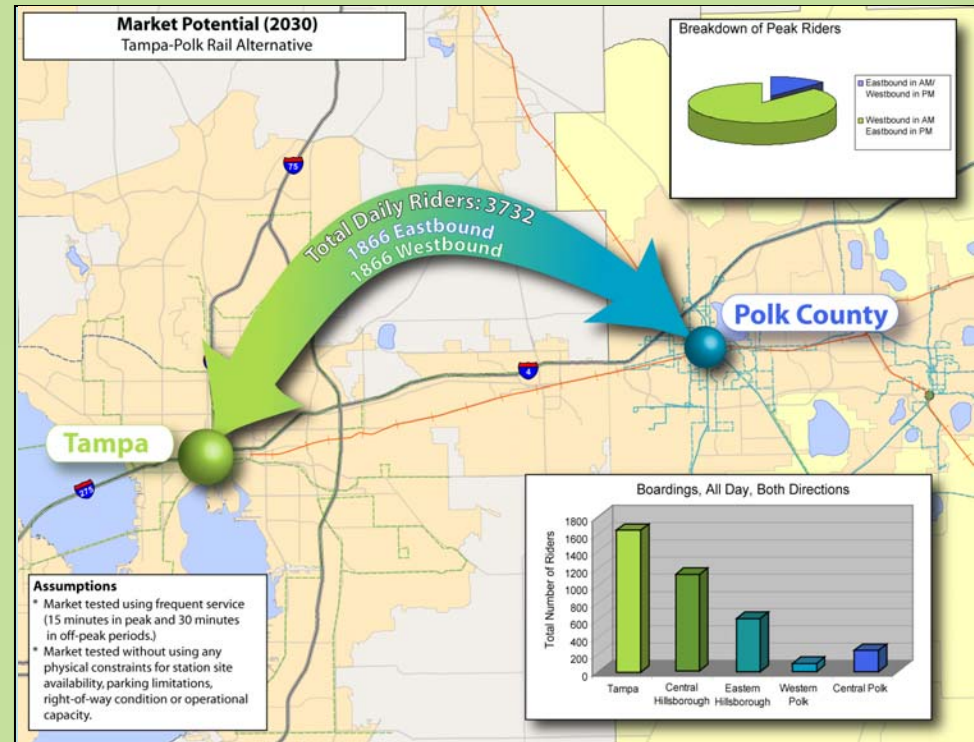 Market Potential (2030)
Tampa-Polk Rail Alternative
Breakdown of Peak Riders
Eastbound in AM/
Westbound in PM
Westbound in AM
Eastbound in PM
75
Total Daily Riders: 3732
1866 Eastbound
1866 Westbound
Polk County
4
Tampa
275
Assumptions
* Market tested using frequent service
(15 minutes in peak and 30 minutes
in off-peak periods.)
* Market tested without using any
physical constraints for station site
availability, parking limitations,
right-of-way condition or operational
capacity.
Boardings, All Day, Both Directions
Total Number of Riders
1800
1600
1400
1200
1000
800
600
400
200
0
Tampa
Central
Hillsborough
Eastern
Hillsborough
Western
Polk
Central Polk